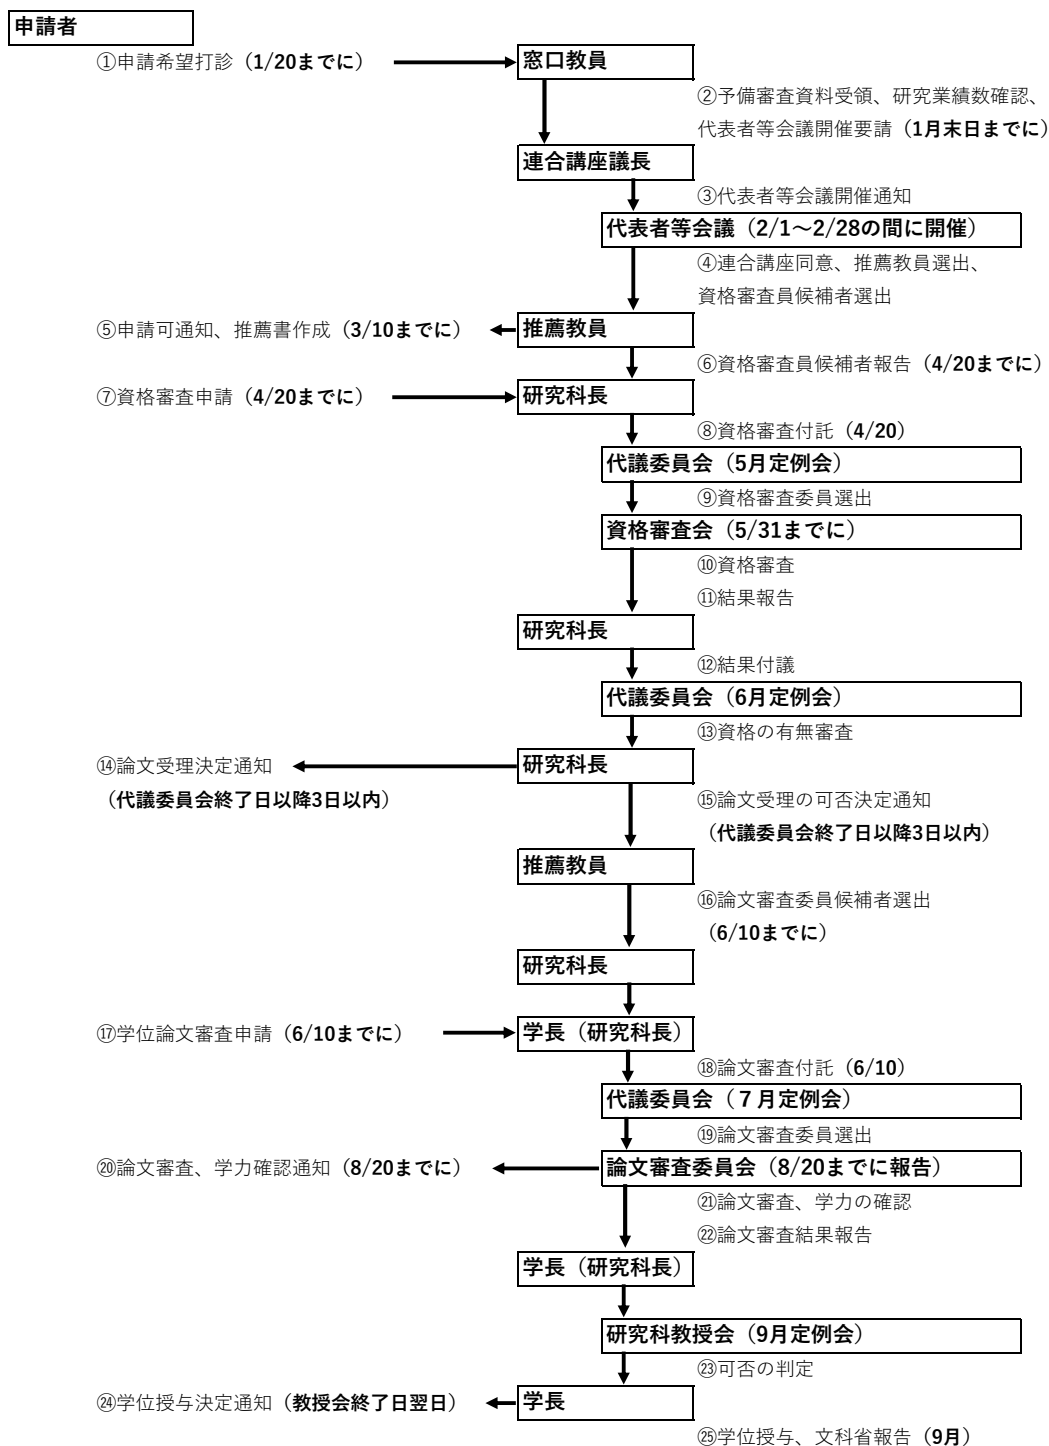 申請者
①申請希望打診（1/20までに）
窓口教員
②予備審査資料受領、研究業績数確認、
代表者等会議開催要請（1月末日までに）
連合講座議長
③代表者等会議開催通知
代表者等会議（2/1～2/28の間に開催）
④連合講座同意、推薦教員選出、
資格審査員候補者選出
⑤申請可通知、推薦書作成（3/10までに）
推薦教員
⑥資格審査員候補者報告（4/20までに）
⑦資格審査申請（4/20までに）
研究科長
⑧資格審査付託（4/20）
代議委員会（5月定例会）
⑨資格審査委員選出
資格審査会（5/31までに）
⑩資格審査
⑪結果報告
研究科長
⑫結果付議
代議委員会（6月定例会）
⑬資格の有無審査
⑭論文受理決定通知
研究科長
（代議委員会終了日以降3日以内）
⑮論文受理の可否決定通知
（代議委員会終了日以降3日以内）
推薦教員
⑯論文審査委員候補者選出
（6/10までに）
研究科長
⑰学位論文審査申請（6/10までに）
学長（研究科長）
⑱論文審査付託（6/10）
代議委員会（７月定例会）
⑲論文審査委員選出
⑳論文審査、学力確認通知（8/20までに）
論文審査委員会（8/20までに報告）
㉑論文審査、学力の確認
㉒論文審査結果報告
学長（研究科長）
研究科教授会（9月定例会）
㉓可否の判定
㉔学位授与決定通知（教授会終了日翌日）
学長
㉕学位授与、文科省報告（9月）